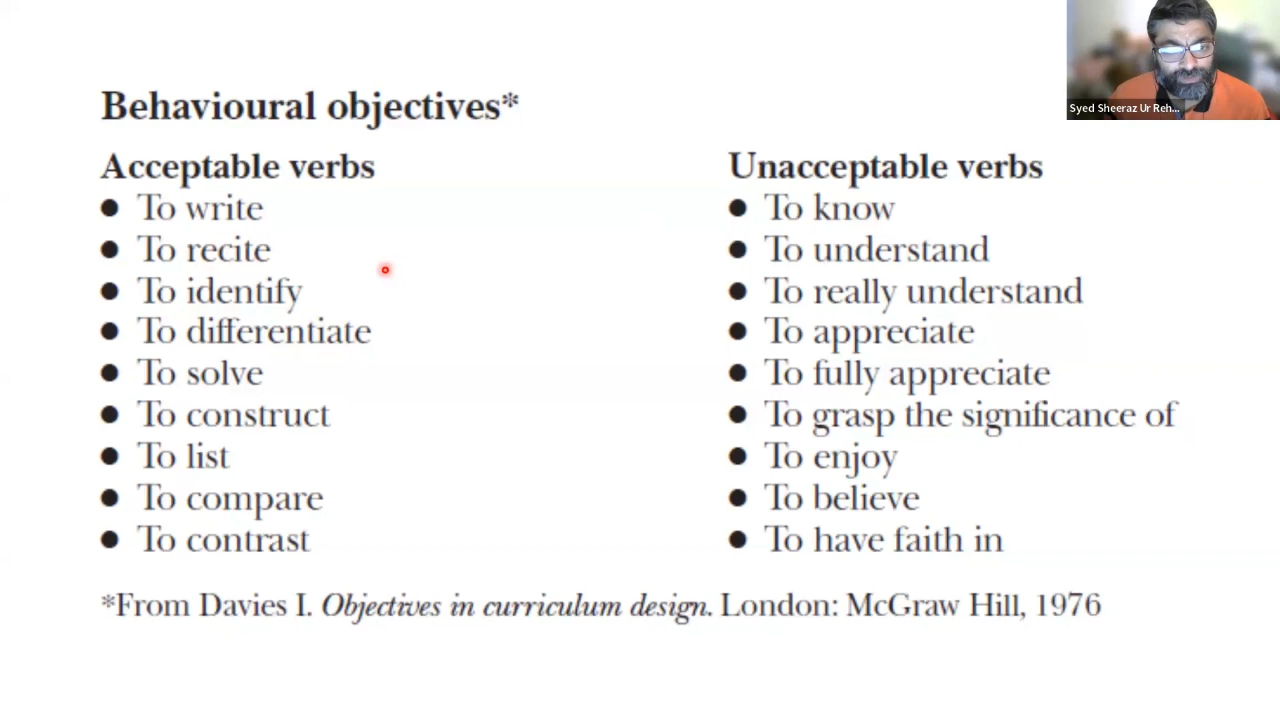 Syed Sheeraz Ur Reh...
Behavioural objectives*
Acceptable verbs
• To write
• To recite
• To identify
• To differentiate
• To solve
• To construct
• To list
• To compare
• To contrast
Unacceptable verbs
• To know
• To understand
• To really understand
• To appreciate
• To fully appreciate
• To grasp the significance of
• To enjoy
• To believe
• To have faith in
*From Davies I. Objectives in curriculum design. London: McGraw Hill, 1976